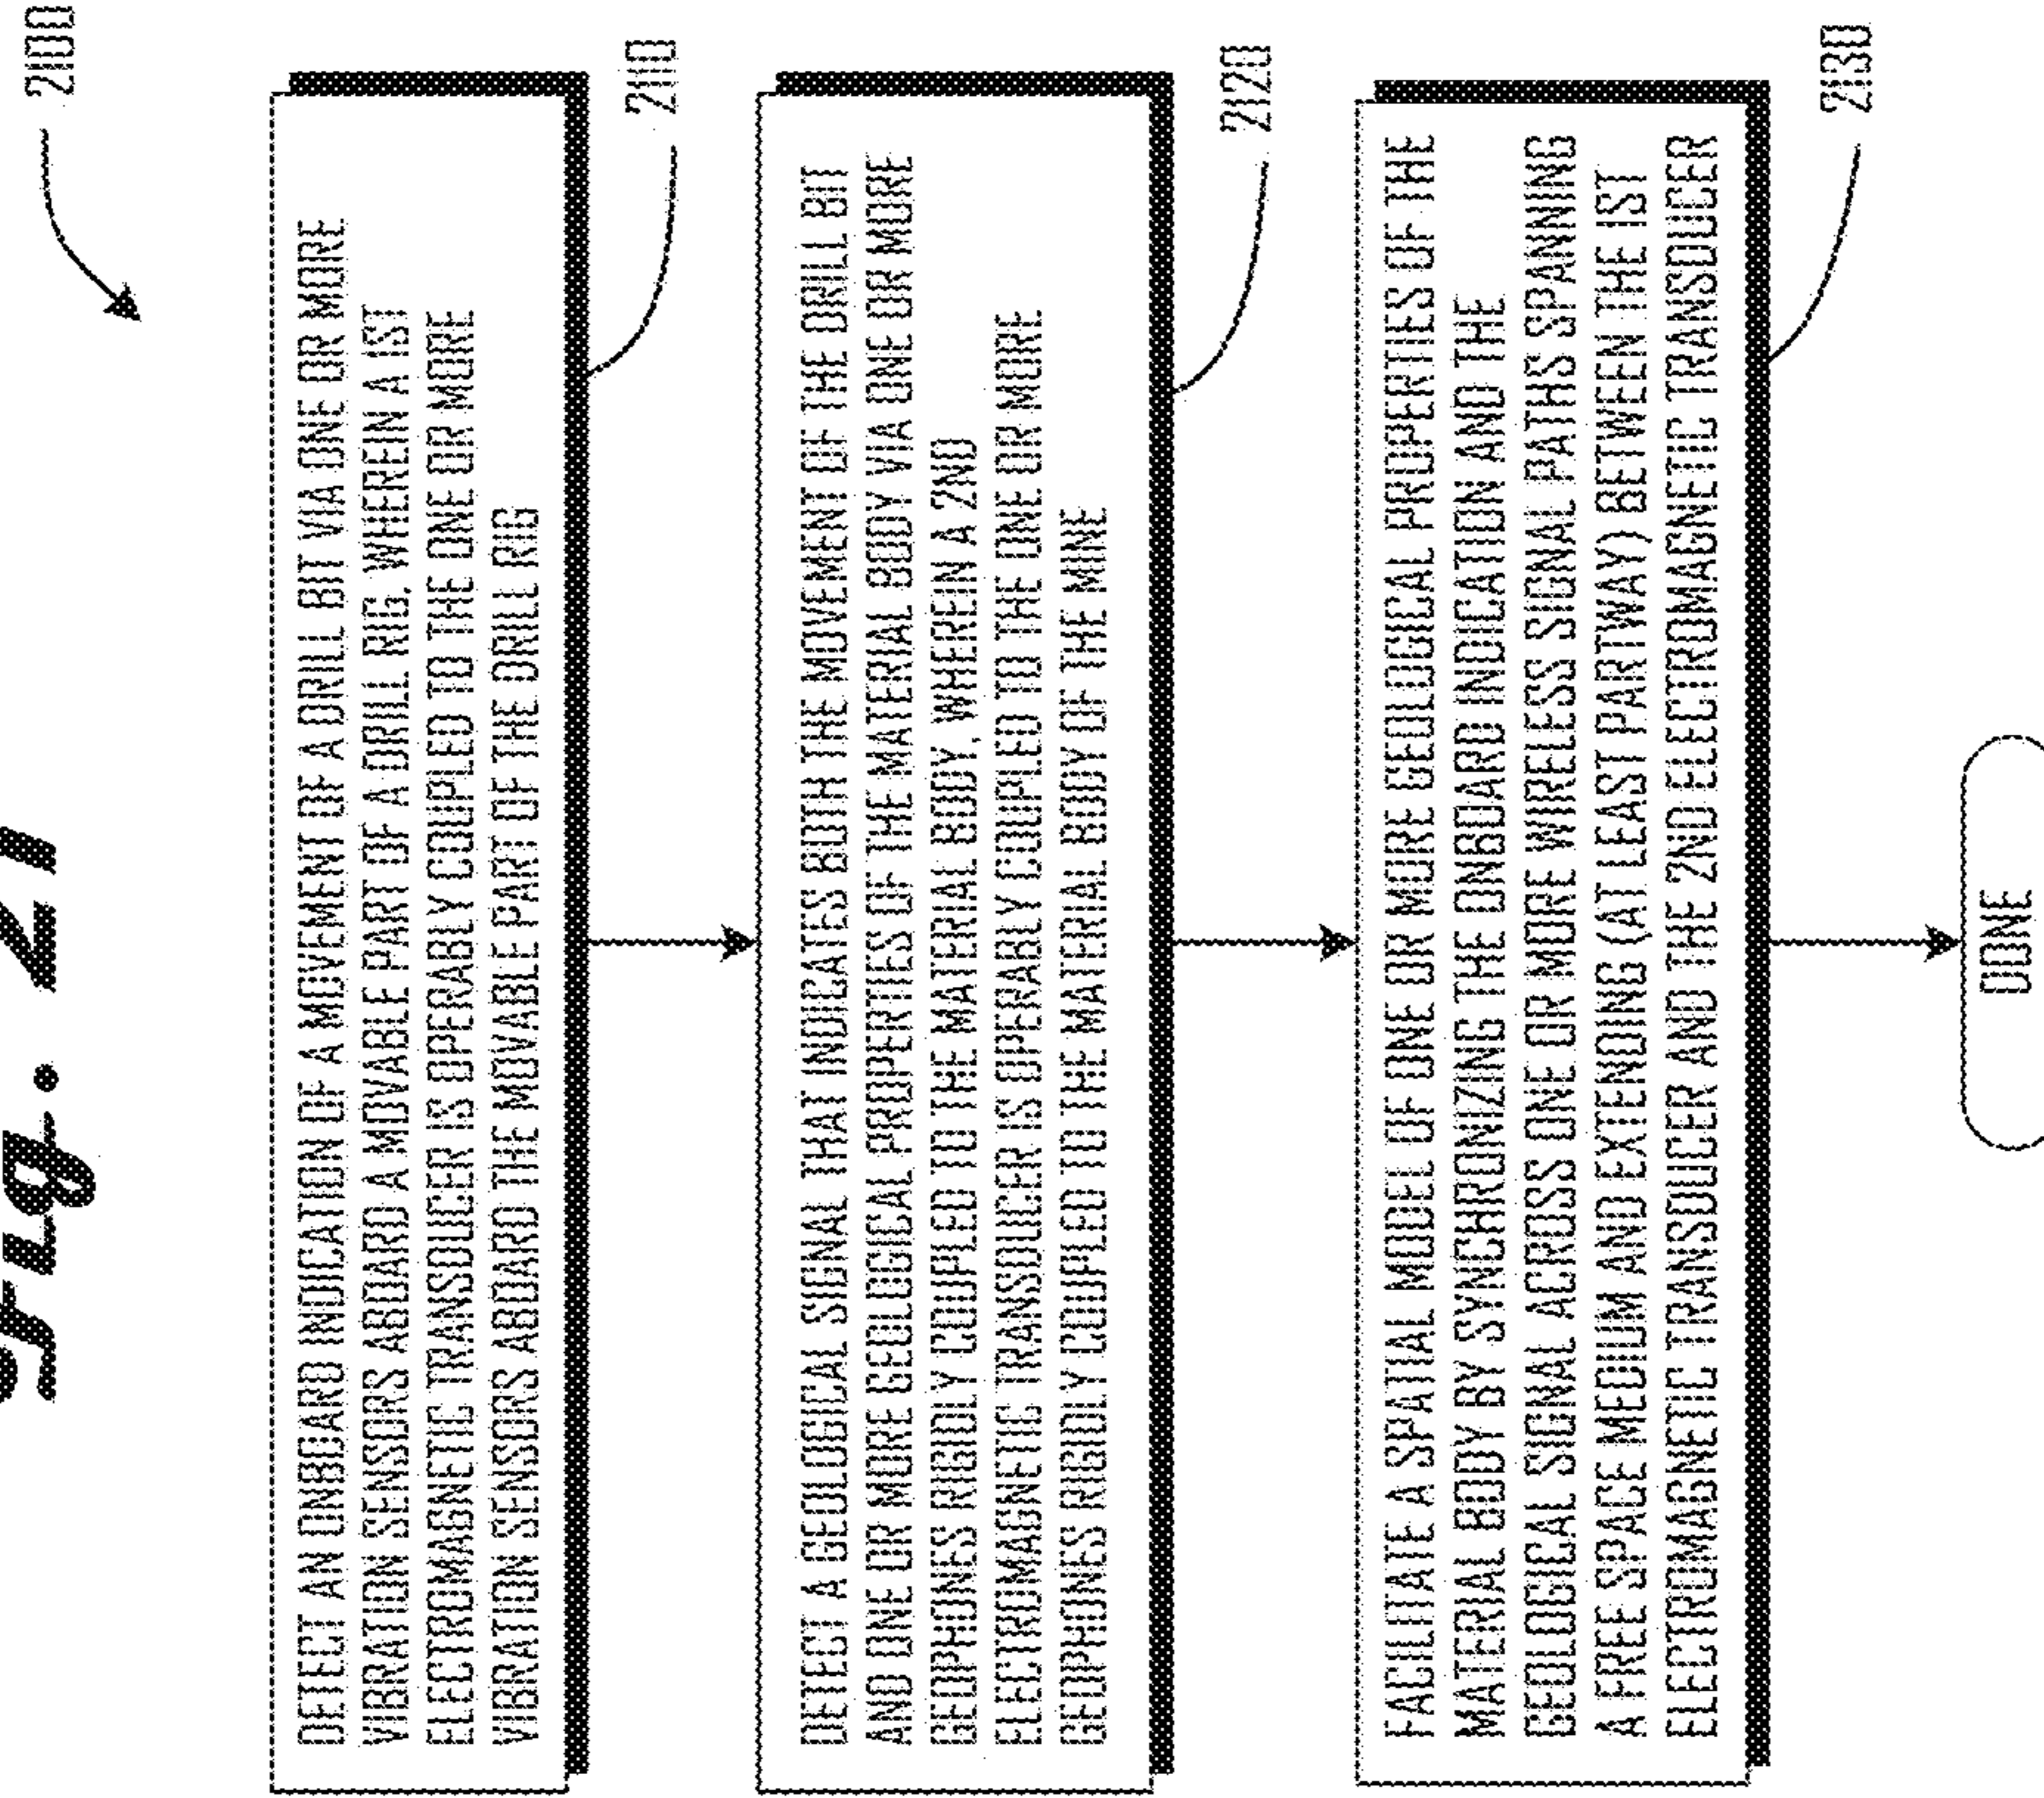 Fig. 21
2100
DETECT AN ONBOARD INDICATION OF A MOVEMENT OF A DRILL BIT VIA ONE OR MORE
VIBRATION SENSORS ABOARD A MOVABLE PART OF A DRILL RIG, WHEREIN A 1ST
ELECTROMAGNETIC TRANSDUCER IS OPERABLY COUPLED TO THE ONE OR MORE
VIBRATION SENSORS ABOARD THE MOVABLE PART OF THE DRILL RIG
2110
DETECT A GEOLOGICAL SIGNAL THAT INDICATES BOTH THE MOVEMENT OF THE DRILL BIT
AND ONE OR MORE GEOLOGICAL PROPERTIES OF THE MATERIAL BODY VIA ONE OR MORE
GEOPHONES RIGIDLY COUPLED TO THE MATERIAL BODY, WHEREIN A 2ND
ELECTROMAGNETIC TRANSDUCER IS OPERABLY COUPLED TO THE ONE OR MORE
GEOPHONES RIGIDLY COUPLED TO THE MATERIAL BODY OF THE MINE
2120
FACILITATE A SPATIAL MODEL OF ONE OR MORE GEOLOGICAL PROPERTIES OF THE
MATERIAL BODY BY SYNCHRONIZING THE ONBOARD INDICATION AND THE
GEOLOGICAL SIGNAL ACROSS ONE OR MORE WIRELESS SIGNAL PATHS SPANNING
A FREE SPACE MEDIUM AND EXTENDING (AT LEAST PARTWAY) BETWEEN THE 1ST
ELECTROMAGNETIC TRANSDUCER AND THE 2ND ELECTROMAGNETIC TRANSDUCER
2130
DONE